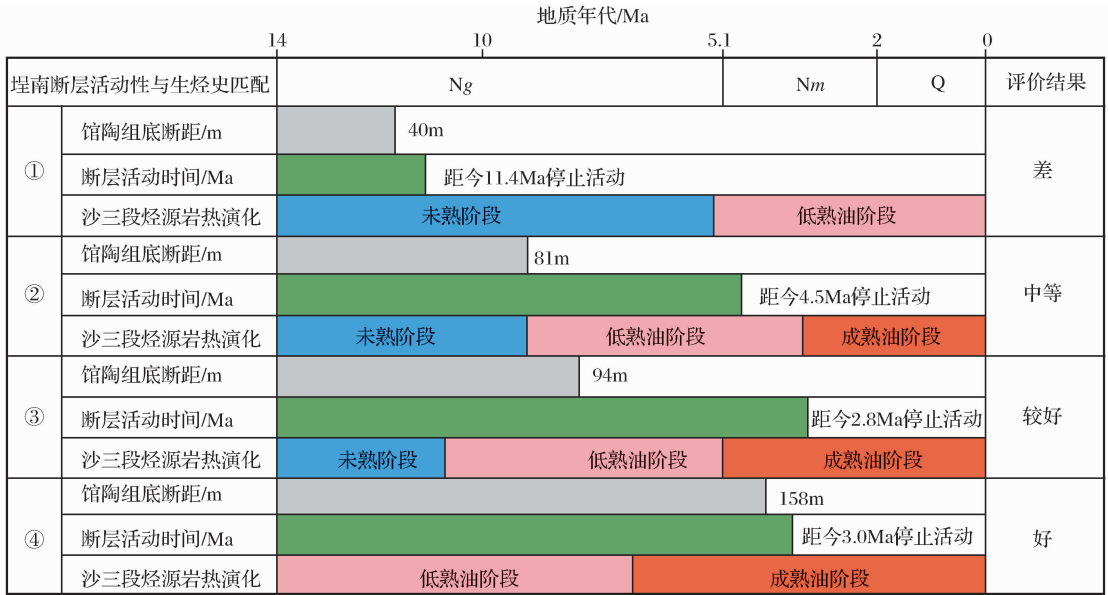 地质年代/Ma
14 10 5.1 2 0
埕南断层活动性与生烃史匹配 Ng Nm Q 评价结果
① 馆陶组底断距/m 40m 差
断层活动时间/Ma 距今11.4Ma停止活动
沙三段烃源岩热演化 未熟阶段 低熟油阶段
② 馆陶组底断距/m 81m 中等
断层活动时间/Ma 距今4.5Ma停止活动
沙三段烃源岩热演化 未熟阶段 低熟油阶段 成熟油阶段
③ 馆陶组底断距/m 94m 较好
断层活动时间/Ma 距今2.8Ma停止活动
沙三段烃源岩热演化 未熟阶段 低熟油阶段 成熟油阶段
④ 馆陶组底断距/m 158m 好
断层活动时间/Ma 距今3.0Ma停止活动
沙三段烃源岩热演化 低熟油阶段 成熟油阶段